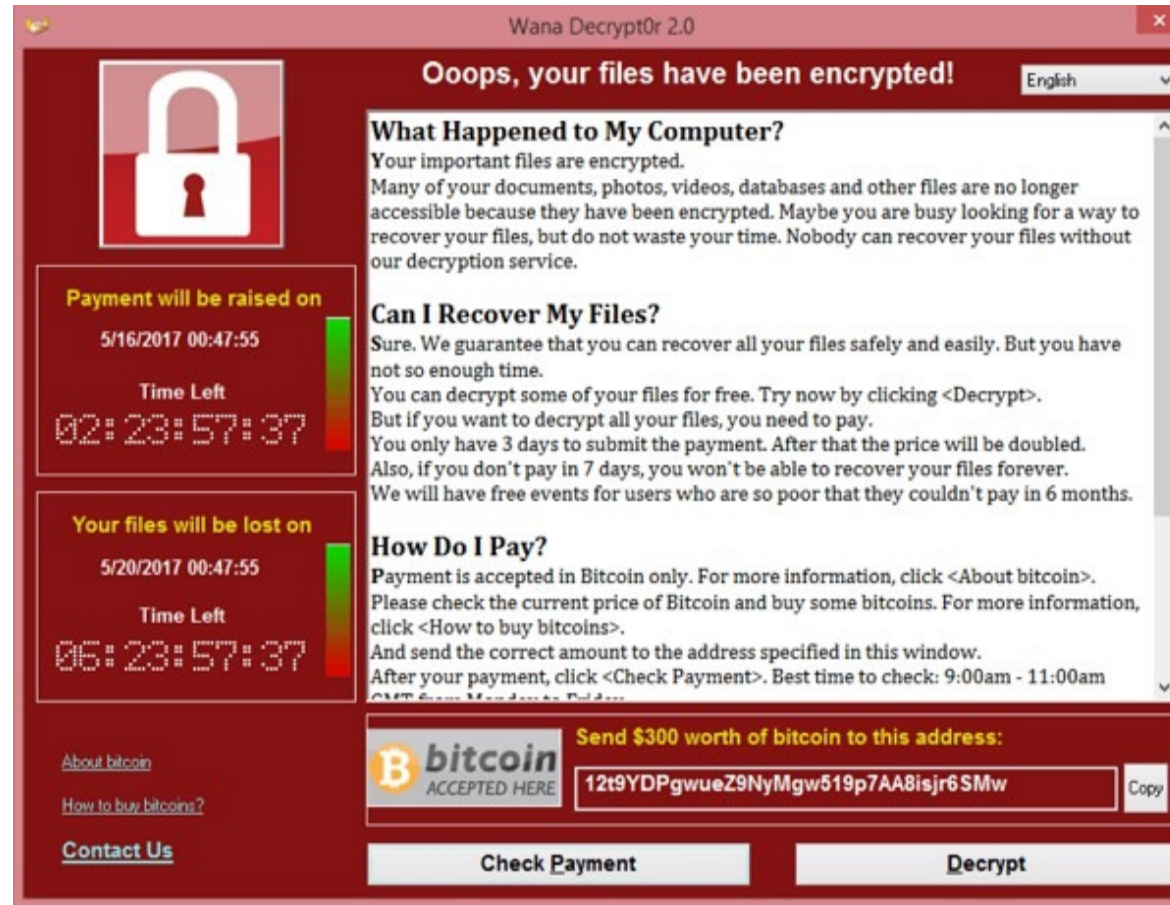 Wana Decrypt0r 2.0
Ooops, your files have been encrypted!
English
Payment will be raised on
5/16/2017 00:47:55
Time Left
02:23:57:37
Your files will be lost on
5/20/2017 00:47:55
Time Left
06:23:57:37
About bitcoin
How to buy bitcoins?
Contact Us
What Happened to My Computer?
Your important files are encrypted.
Many of your documents, photos, videos, databases and other files are no longer
accessible because they have been encrypted. Maybe you are busy looking for a way to
recover your files, but do not waste your time. Nobody can recover your files without
our decryption service.
Can I Recover My Files?
Sure. We guarantee that you can recover all your files safely and easily. But you have
not so enough time.
You can decrypt some of your files for free. Try now by clicking <Decrypt>.
But if you want to decrypt all your files, you need to pay.
You only have 3 days to submit the payment. After that the price will be doubled.
Also, if you don't pay in 7 days, you won't be able to recover your files forever.
We will have free events for users who are so poor that they couldn't pay in 6 months.
How Do I Pay?
Payment is accepted in Bitcoin only. For more information, click <About bitcoin>.
Please check the current price of Bitcoin and buy some bitcoins. For more information,
click <How to buy bitcoins>.
And send the correct amount to the address specified in this window.
After your payment, click <Check Payment>. Best time to check: 9:00am - 11:00am
GMT from Monday to Friday
bitcoin
ACCEPTED HERE
Send $300 worth of bitcoin to this address:
12t9YDPgwueZ9NyMgw519p7AA8isjr6SMw
Copy
Check Payment
Decrypt